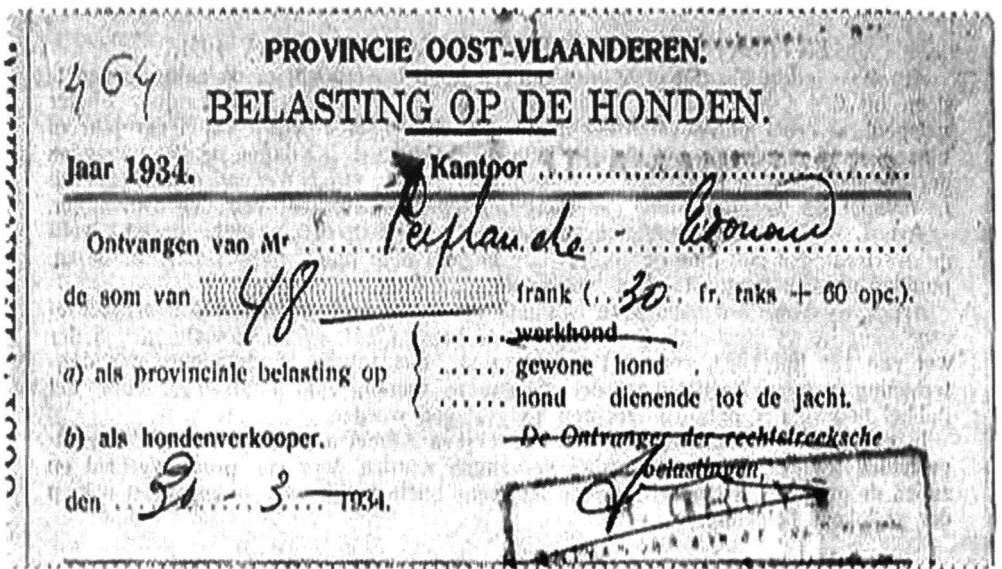 464
PROVINCIE OOST-VLAANDEREN.
BELASTING OP DE HONDEN.
Jaar 1934. Kantoor
Ontvangen van Mr Edouard
de som van 48 frank (..30.. fr. taks + 60 opc.).
werkhond
a) als provinciale belasting op gewone hond
hond dienende tot de jacht.
b) als hondenverkooper.
De Ontvanger der rechtstreeksche
belastingen,
den - 3 - 1934.